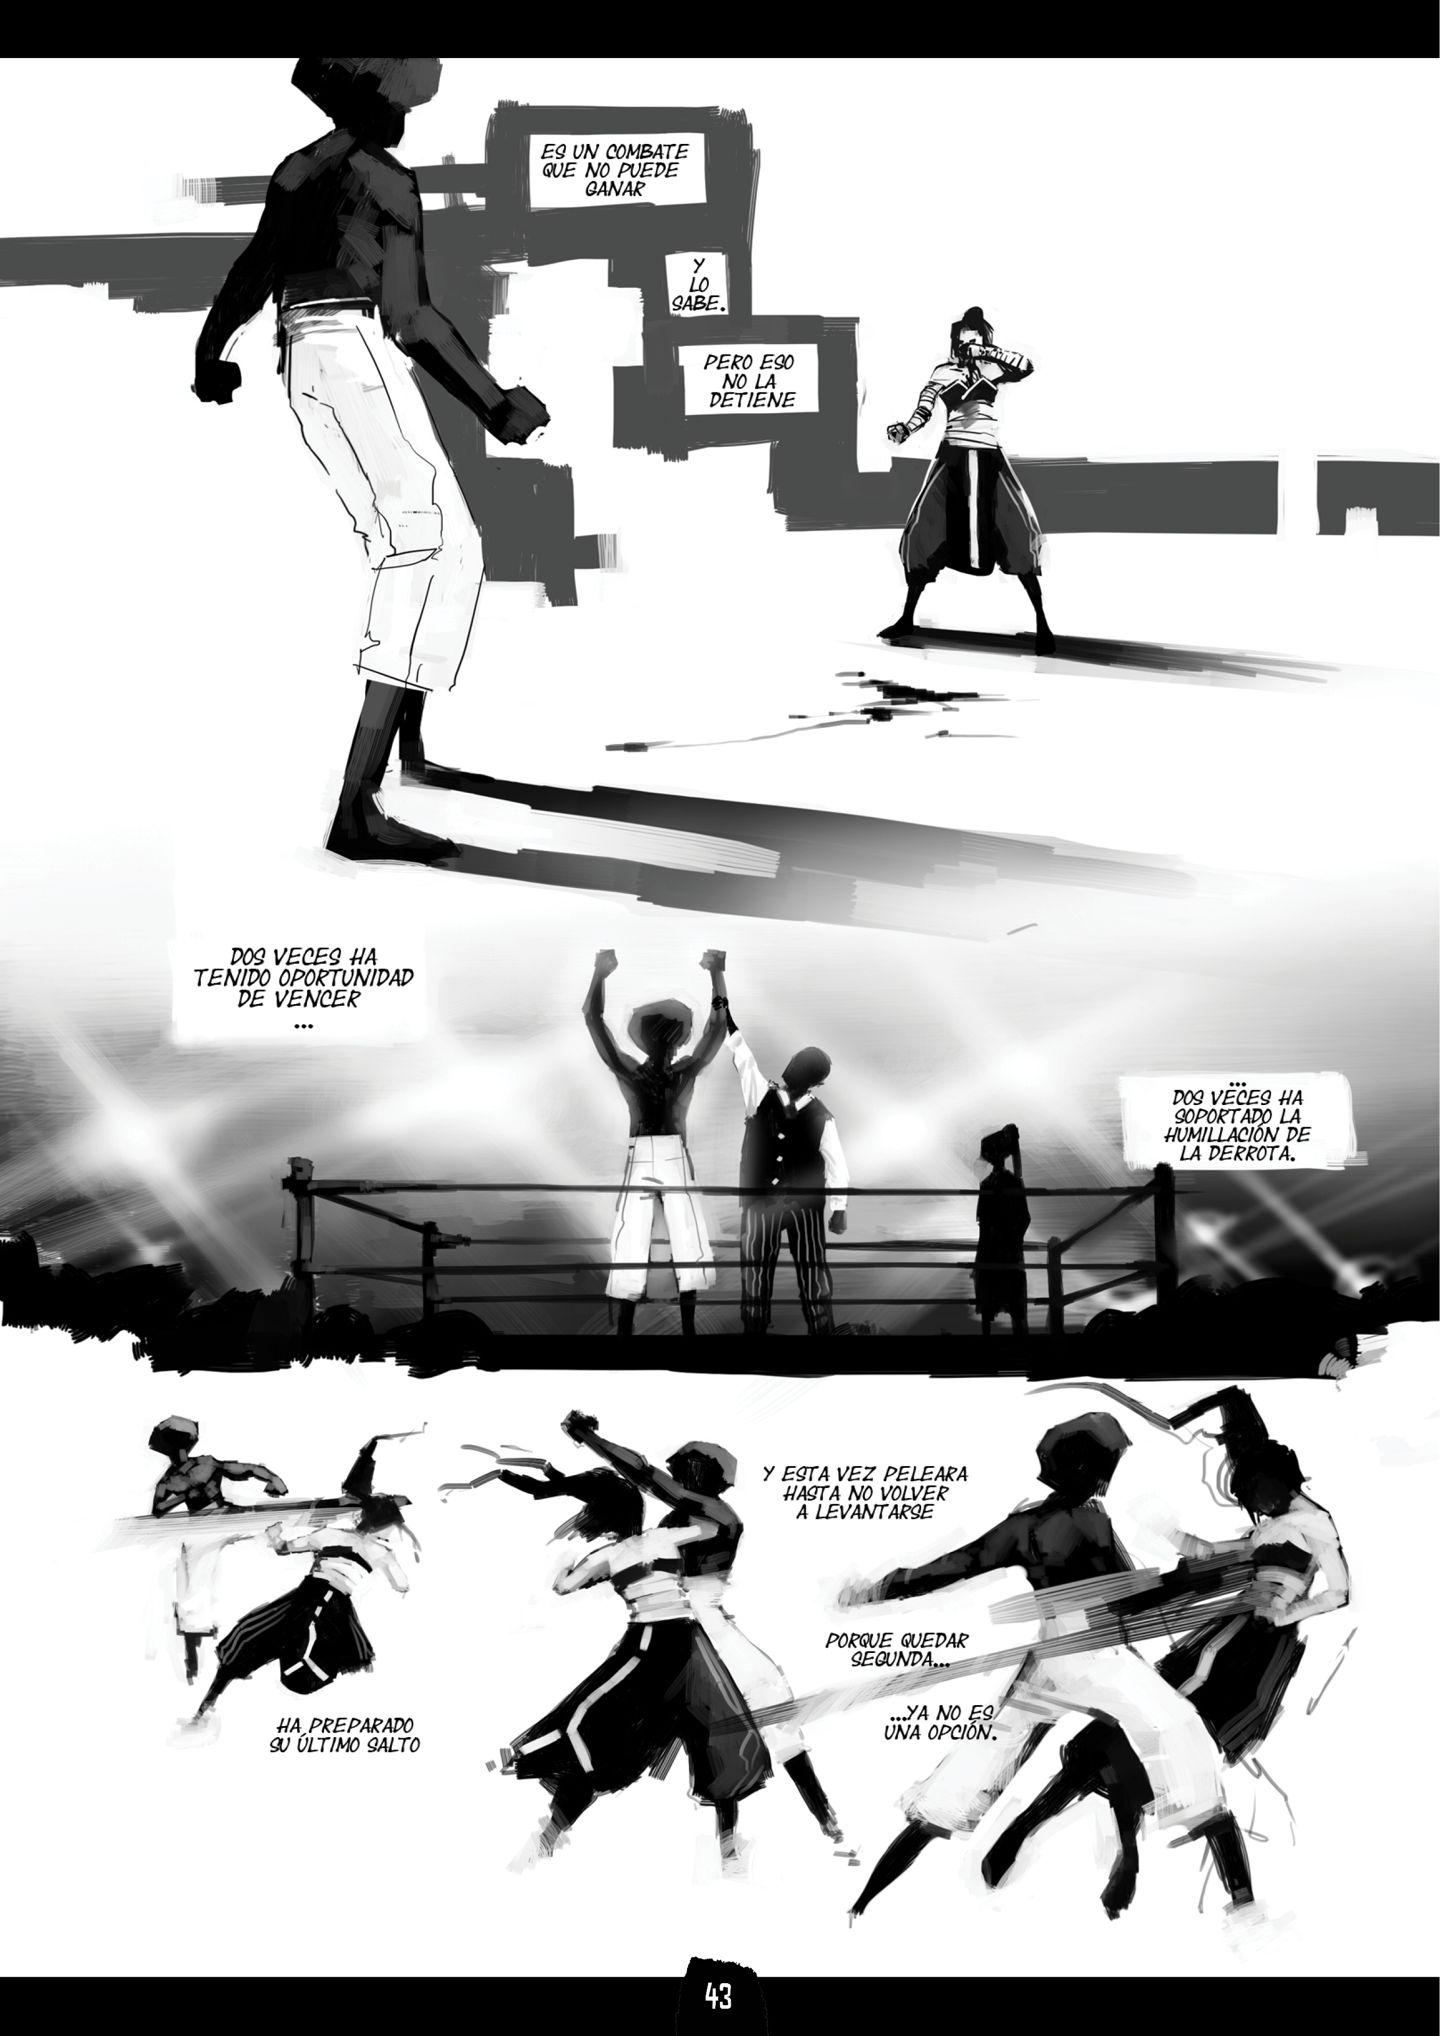 ES UN COMBATE
QUE NO PUEDE
GANAR
Y
LO
SABE.
PERO ESO
NO LA
DETIENE
DOS VECES HA
TENIDO OPORTUNIDAD
DE VENCER
...
...
DOS VECES HA
SOPORTADO LA
HUMILLACIÓN DE
LA DERROTA.
HA PREPARADO
SU ÚLTIMO SALTO
Y ESTA VEZ PELEARA
HASTA NO VOLVER
A LEVANTARSE
PORQUE QUEDAR
SEGUNDA...
...YA NO ES
UNA OPCIÓN.
43